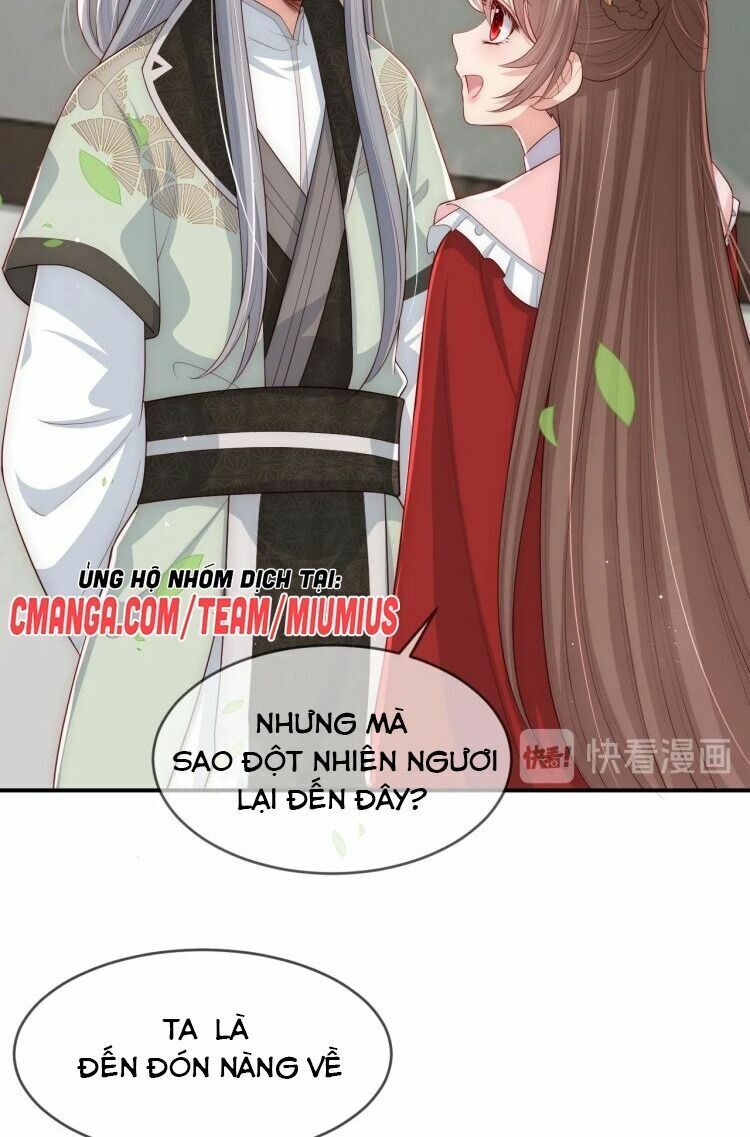 ỦNG HỘ NHÓM DỊCH TẠI:
CMANGA.COM/TEAM/MIUMIUS
NHƯNG MÀ
SAO ĐỘT NHIÊN NGƯƠI
LẠI ĐẾN ĐÂY?
快看! 快看漫画
TA LÀ
ĐẾN ĐÓN NÀNG VỀ